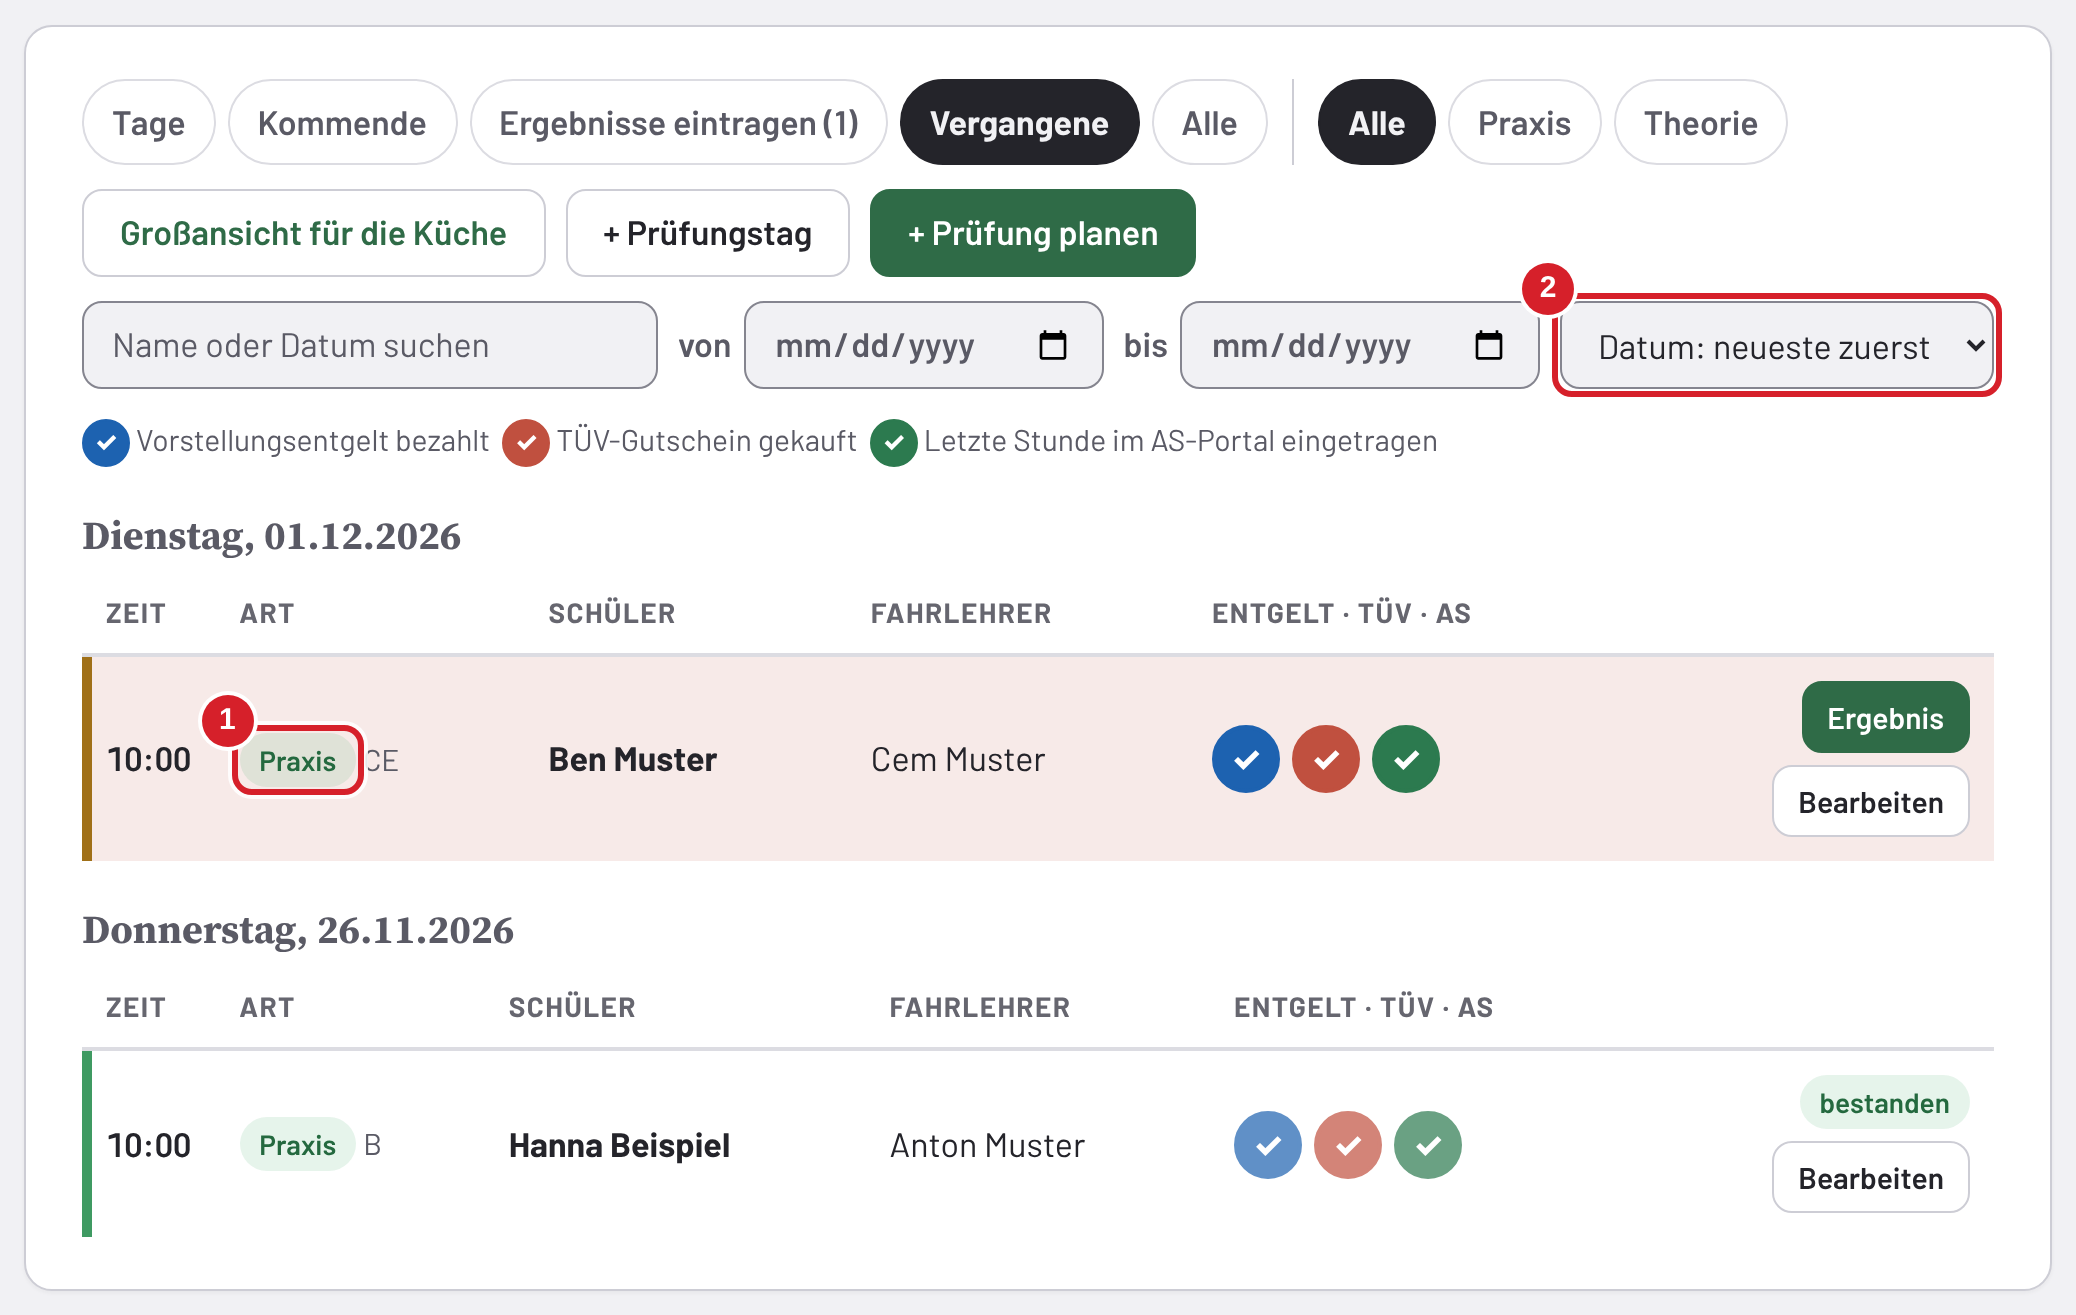 Tage Kommende Ergebnisse eintragen (1) Vergangene Alle Alle Praxis Theorie
Großansicht für die Küche + Prüfungstag + Prüfung planen
2
Name oder Datum suchen von mm/dd/yyyy bis mm/dd/yyyy Datum: neueste zuerst
Vorstellungsentgelt bezahlt TÜV-Gutschein gekauft Letzte Stunde im AS-Portal eingetragen
Dienstag, 01.12.2026
ZEIT ART SCHÜLER FAHRLEHRER ENTGELT · TÜV · AS
1
10:00 Praxis CE Ben Muster Cem Muster Ergebnis
Bearbeiten
Donnerstag, 26.11.2026
ZEIT ART SCHÜLER FAHRLEHRER ENTGELT · TÜV · AS
10:00 Praxis B Hanna Beispiel Anton Muster bestanden
Bearbeiten